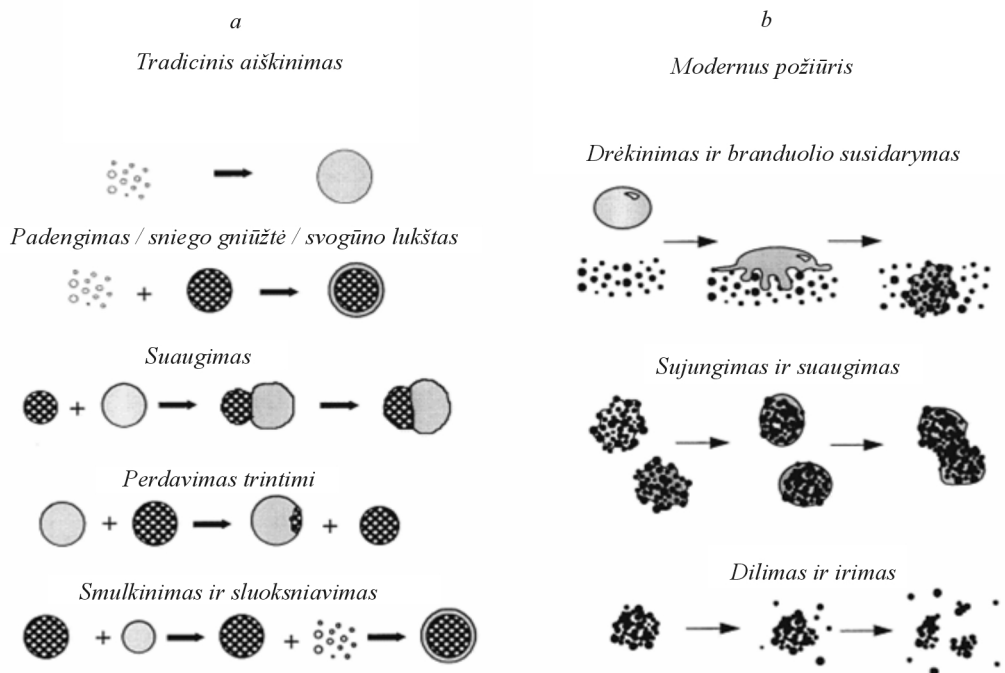 a
Tradicinis aiškinimas
Padengimas / sniego gniūžtė / svogūno lukštas
+
Suaugimas
+
Perdavimas trintimi
+
+
Smulkinimas ir sluoksniavimas
+
+
b
Modernus požiūris
Drėkinimas ir branduolio susidarymas
Sujungimas ir suaugimas
Dilimas ir irimas